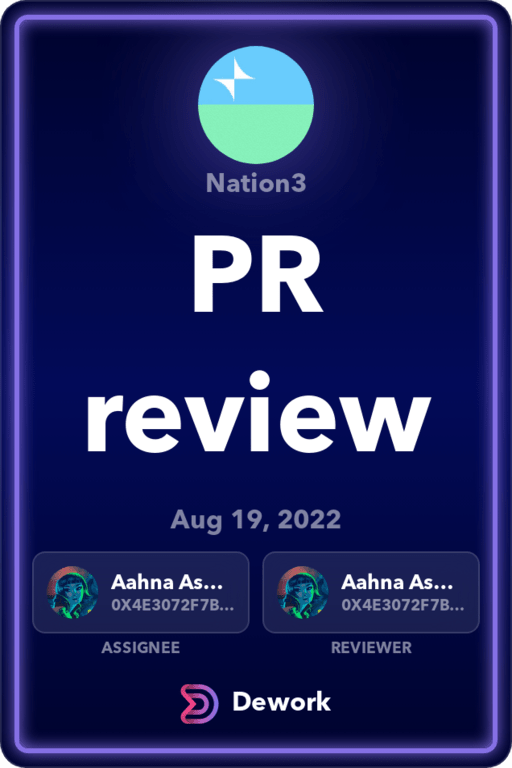 Nation3
PR
review
Aug 19, 2022
Aahna As... Aahna As...
0X4E3072F7B... 0X4E3072F7B...
ASSIGNEE REVIEWER
Dework